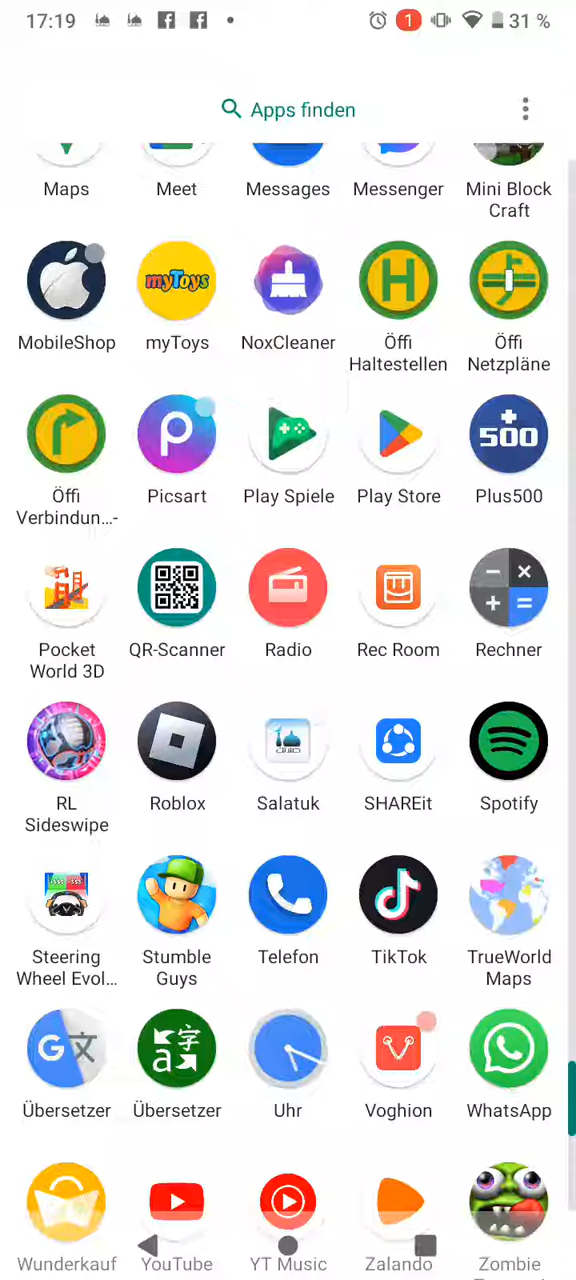 17:19
1
31 %
Apps finden
Maps Meet Messages Messenger Mini Block
Craft
myToys
MobileShop myToys NoxCleaner Öffi Öffi
Haltestellen Netzpläne
500
Öffi Picsart Play Spiele Play Store Plus500
Verbindun...-
Pocket QR-Scanner Radio Rec Room Rechner
World 3D
RL Roblox Salatuk SHAREit Spotify
Sideswipe
Steering Stumble Telefon TikTok TrueWorld
Wheel Evol... Guys Maps
Übersetzer Übersetzer Uhr Voghion WhatsApp
Wunderkauf YouTube YT Music Zalando Zombie